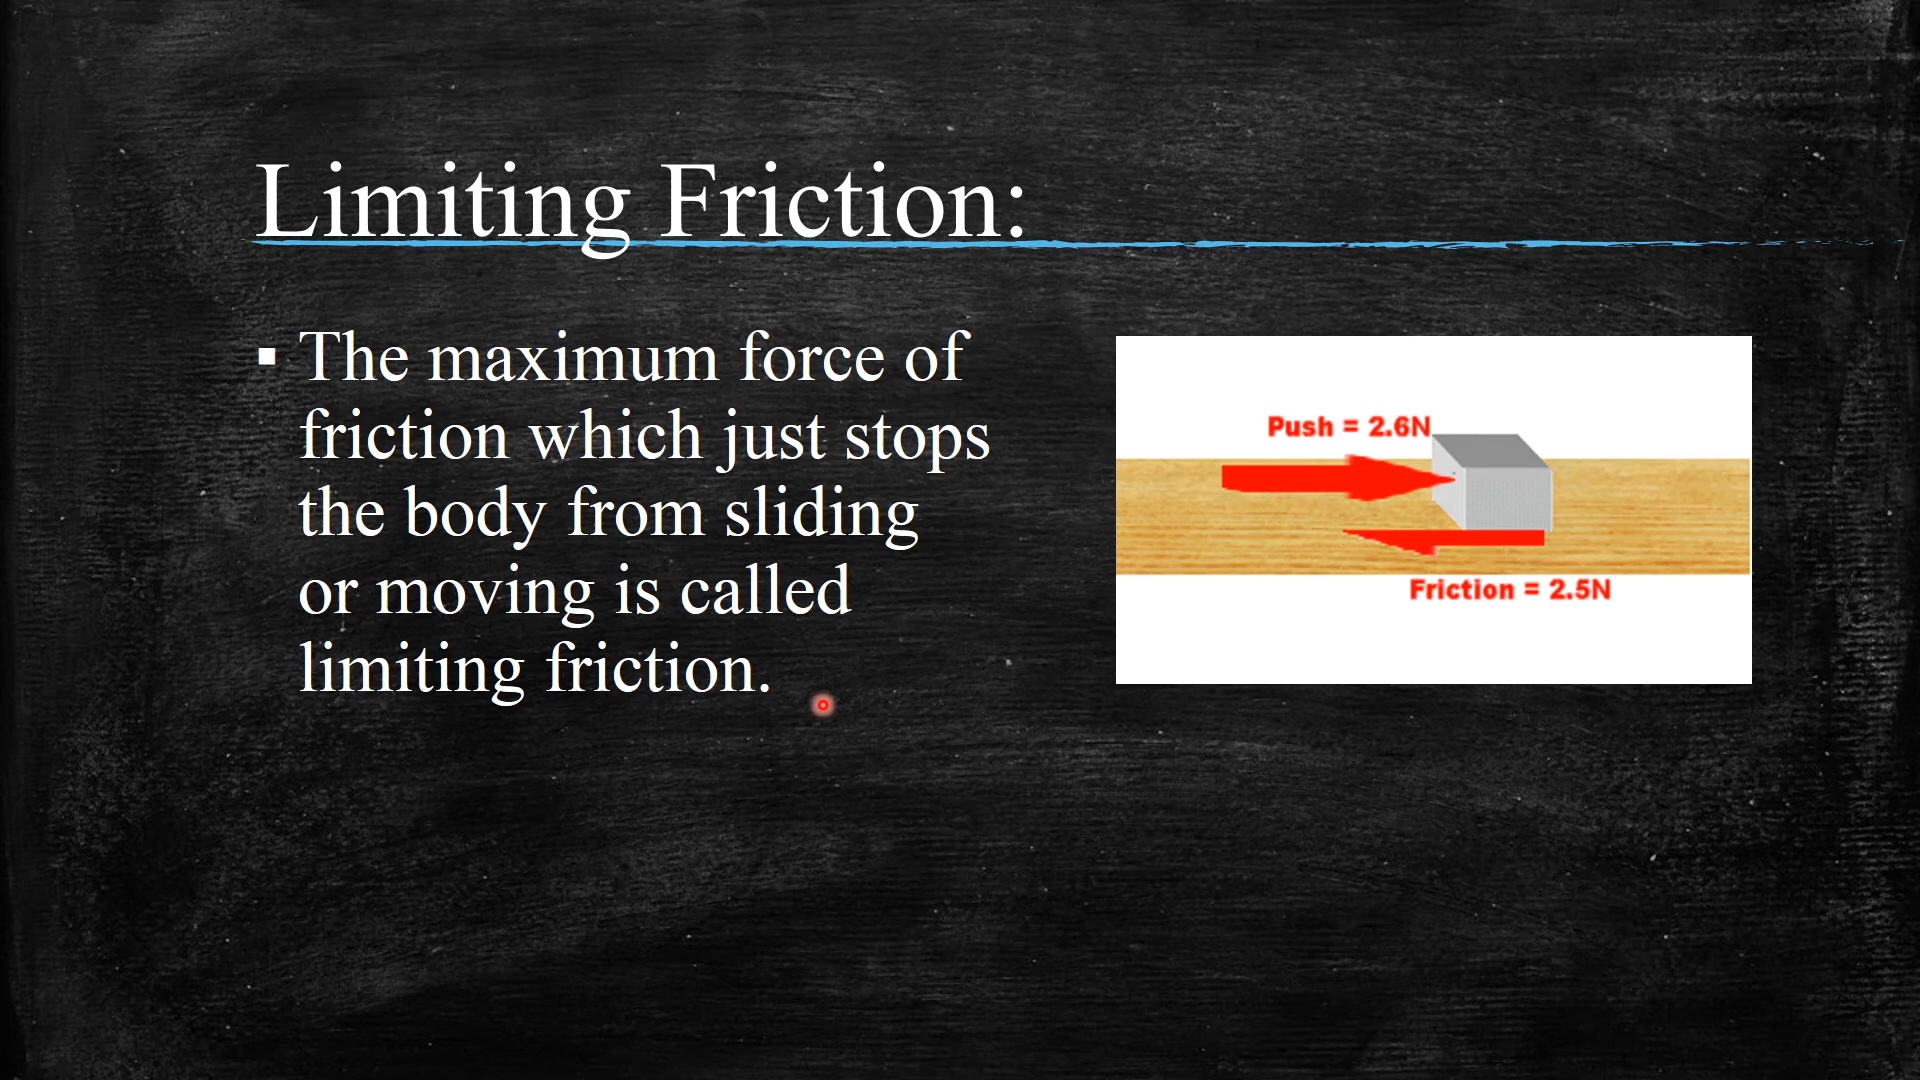 Limiting Friction:
▪ The maximum force of
friction which just stops
the body from sliding
or moving is called
limiting friction.
Push = 2.6N
Friction = 2.5N